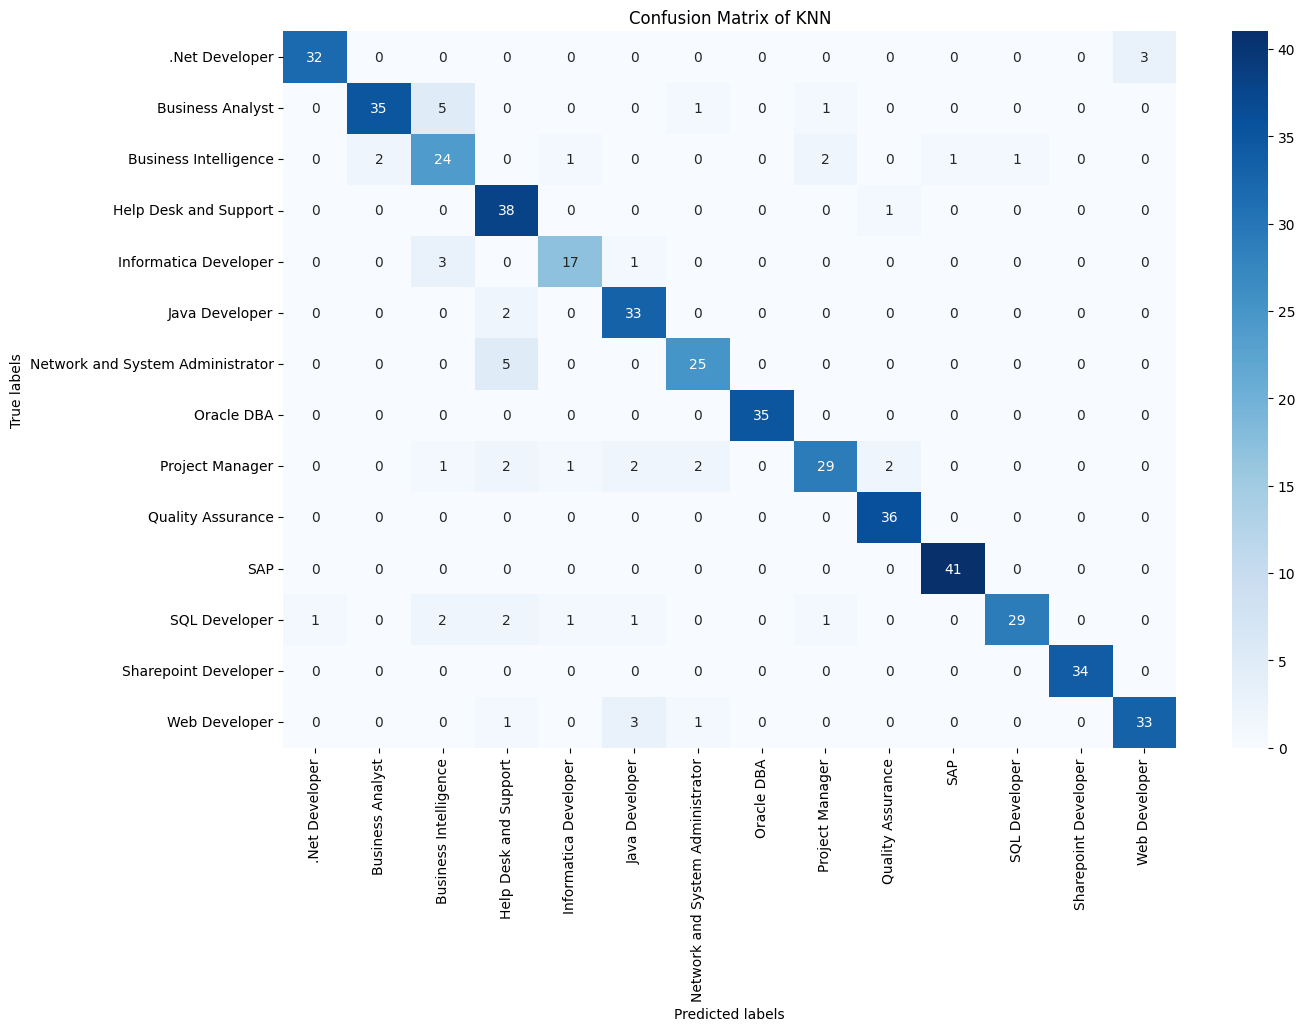 Confusion Matrix of KNN
True labels
.Net Developer 32 0 0 0 0 0 0 0 0 0 0 0 0 3
Business Analyst 0 35 5 0 0 0 1 0 1 0 0 0 0 0
Business Intelligence 0 2 24 0 1 0 0 0 2 0 1 1 0 0
Help Desk and Support 0 0 0 38 0 0 0 0 0 1 0 0 0 0
Informatica Developer 0 0 3 0 17 1 0 0 0 0 0 0 0 0
Java Developer 0 0 0 2 0 33 0 0 0 0 0 0 0 0
Network and System Administrator 0 0 0 5 0 0 25 0 0 0 0 0 0 0
Oracle DBA 0 0 0 0 0 0 0 35 0 0 0 0 0 0
Project Manager 0 0 1 2 1 2 2 0 29 2 0 0 0 0
Quality Assurance 0 0 0 0 0 0 0 0 0 36 0 0 0 0
SAP 0 0 0 0 0 0 0 0 0 0 41 0 0 0
SQL Developer 1 0 2 2 1 1 0 0 1 0 0 29 0 0
Sharepoint Developer 0 0 0 0 0 0 0 0 0 0 0 0 34 0
Web Developer 0 0 0 1 0 3 1 0 0 0 0 0 0 33
.Net Developer
Business Analyst
Business Intelligence
Help Desk and Support
Informatica Developer
Java Developer
Network and System Administrator
Oracle DBA
Project Manager
Quality Assurance
SAP
SQL Developer
Sharepoint Developer
Web Developer
Predicted labels
40
35
30
25
20
15
10
5
0